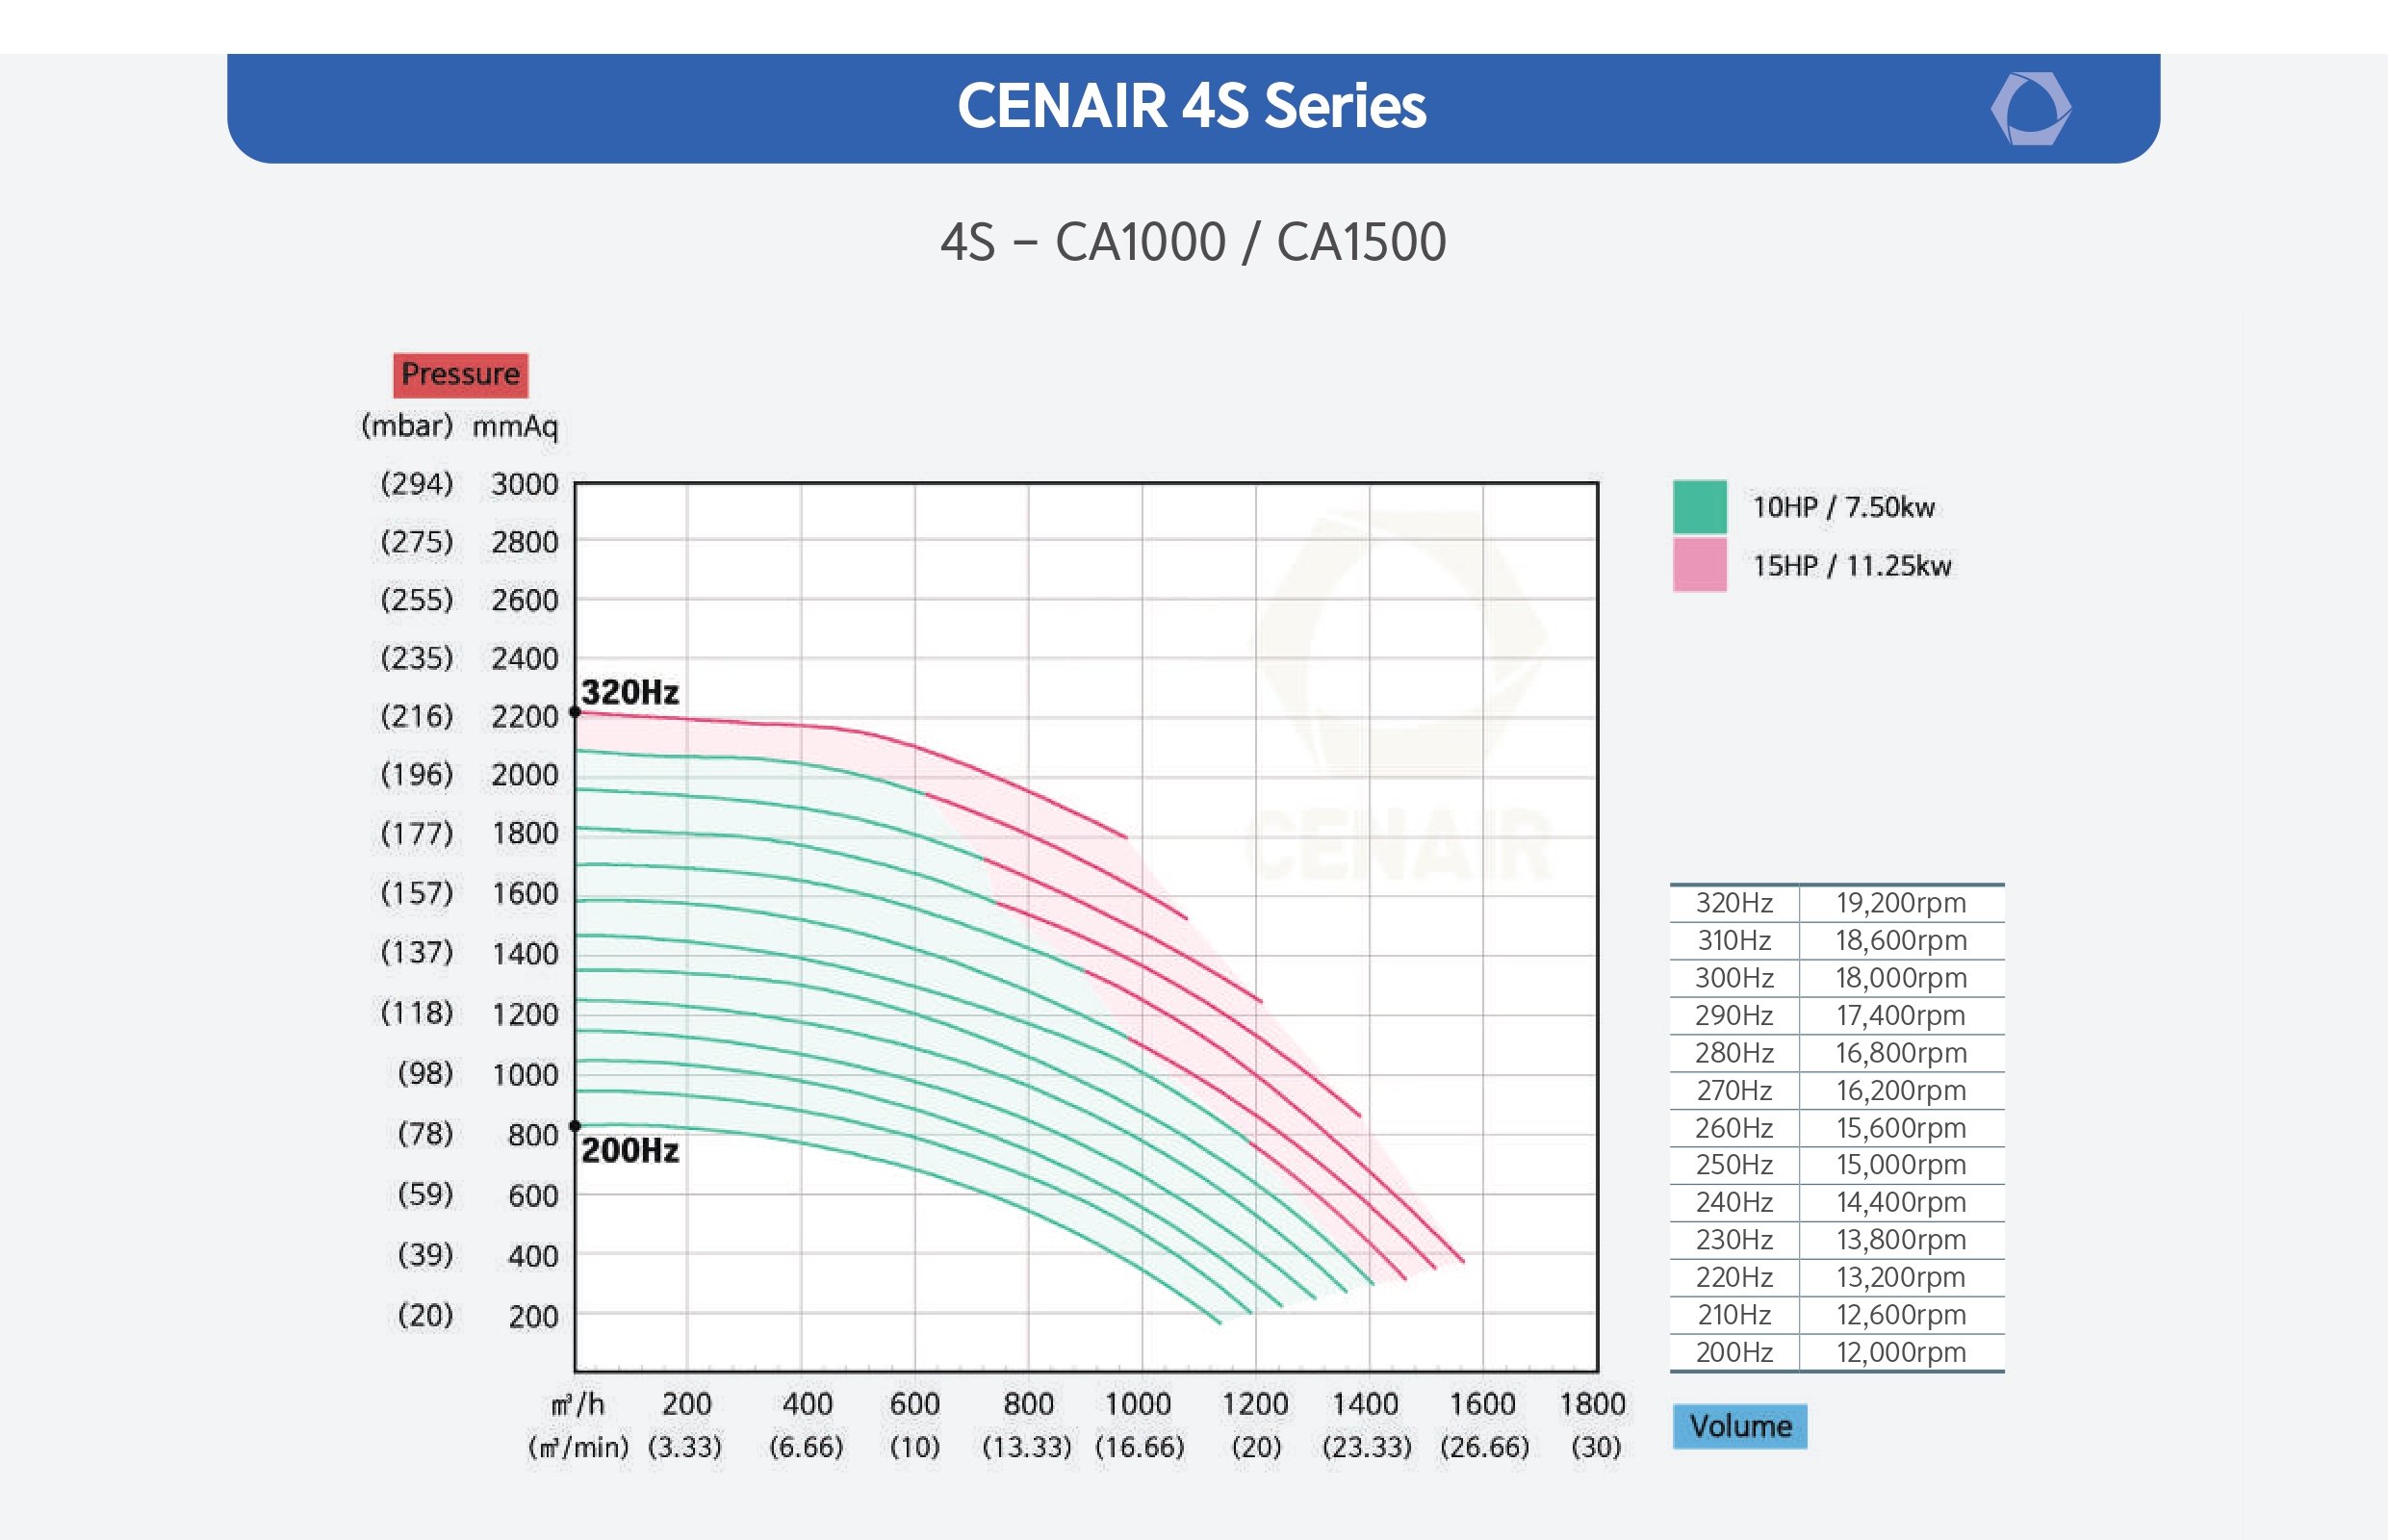 CENAIR 4S Series
4S – CA1000 / CA1500
Pressure
(mbar) mmAq
(294) 3000
(275) 2800
(255) 2600
(235) 2400
(216) 2200
(196) 2000
(177) 1800
(157) 1600
(137) 1400
(118) 1200
(98) 1000
(78) 800
(59) 600
(39) 400
(20) 200
320Hz
200Hz
CENAIR
㎥/h 200 400 600 800 1000 1200 1400 1600 1800
(㎥/min) (3.33) (6.66) (10) (13.33) (16.66) (20) (23.33) (26.66) (30)
10HP / 7.50kw
15HP / 11.25kw
320Hz 19,200rpm
310Hz 18,600rpm
300Hz 18,000rpm
290Hz 17,400rpm
280Hz 16,800rpm
270Hz 16,200rpm
260Hz 15,600rpm
250Hz 15,000rpm
240Hz 14,400rpm
230Hz 13,800rpm
220Hz 13,200rpm
210Hz 12,600rpm
200Hz 12,000rpm
Volume